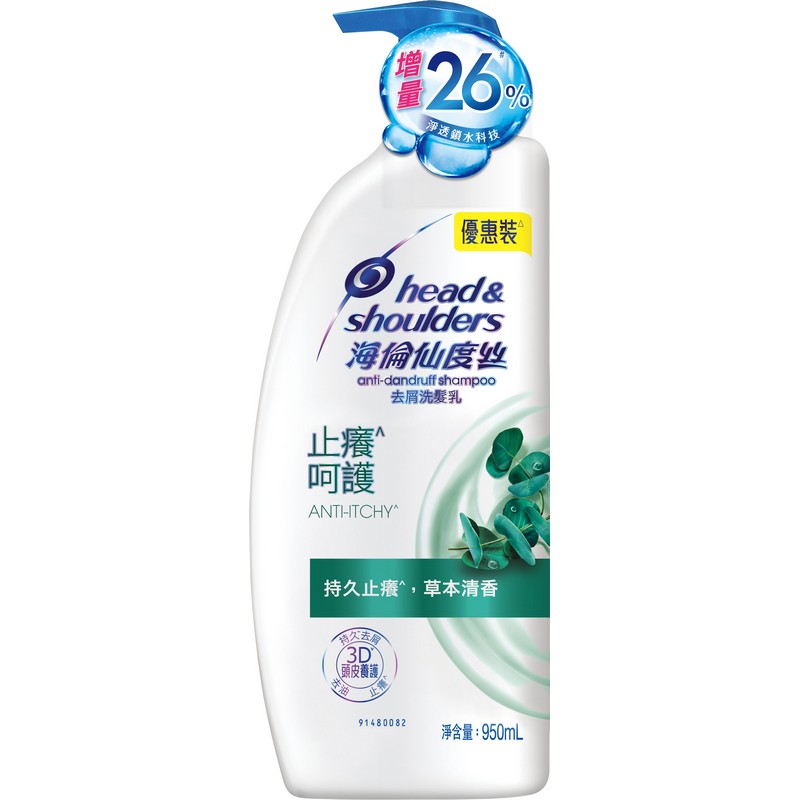 增量 26%#
淨透鎖水科技
優惠裝△
head &
shoulders
海倫仙度絲
anti-dandruff shampoo
去屑洗髮乳
止癢^
呵護
ANTI-ITCHY^
持久止癢^，草本清香
持久*去屑
3D
頭皮養護
去油 止癢^
91480082
淨含量：950mL